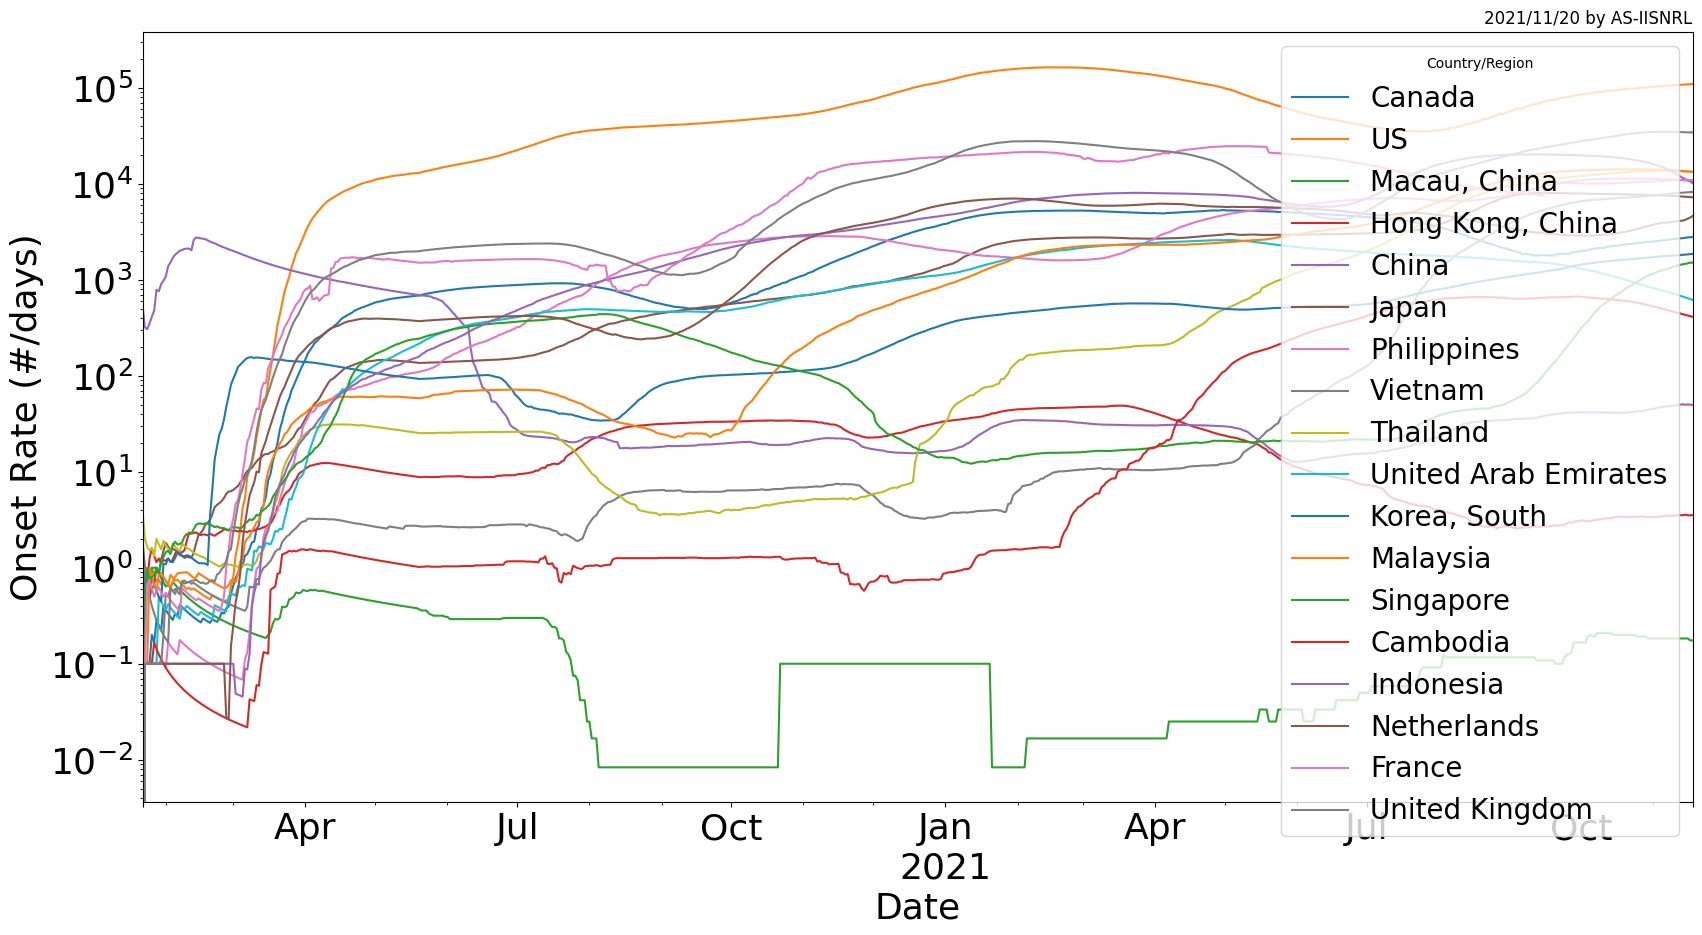 2021/11/20 by AS-IISNRL
Onset Rate (#/days)
10^5
10^4
10^3
10^2
10^1
10^0
10^−1
10^−2
Country/Region
Canada
US
Macau, China
Hong Kong, China
China
Japan
Philippines
Vietnam
Thailand
United Arab Emirates
Korea, South
Malaysia
Singapore
Cambodia
Indonesia
Netherlands
France
United Kingdom
Apr Jul Oct Jan Apr Jul Oct
2021
Date